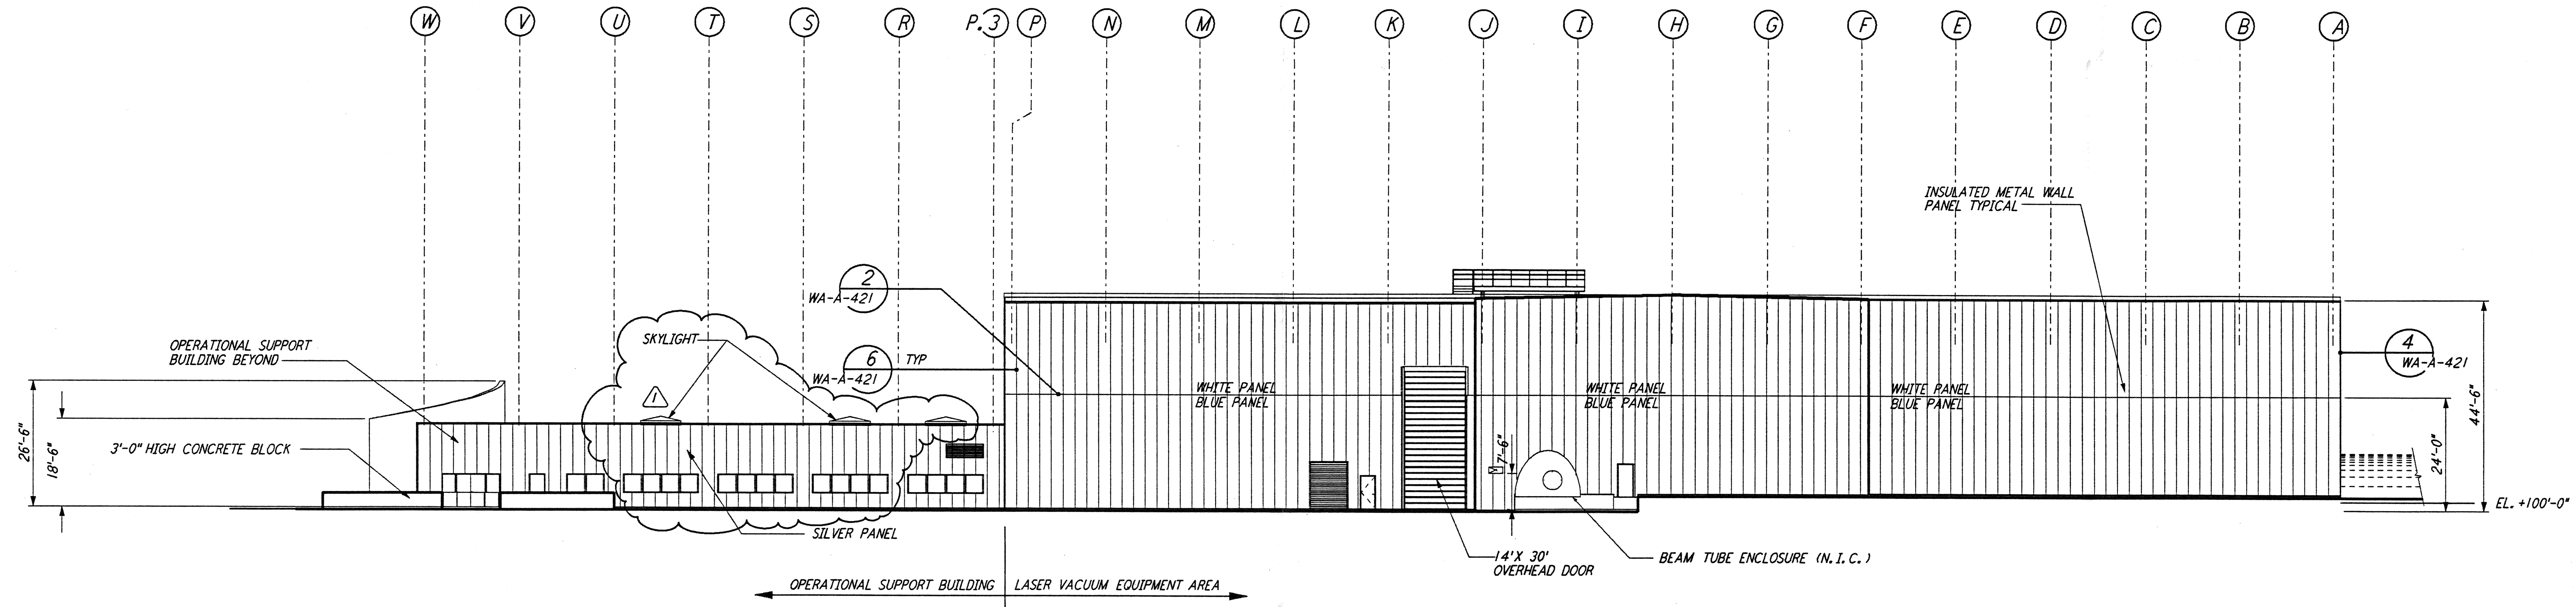 W V U T S R P.3 P N M L K J I H G F E D C B A
INSULATED METAL WALL
PANEL TYPICAL
2
WA-A-421
OPERATIONAL SUPPORT
BUILDING BEYOND
SKYLIGHT
6 TYP
WA-A-421
4
WA-A-421
1
WHITE PANEL
BLUE PANEL
WHITE PANEL
BLUE PANEL
WHITE PANEL
BLUE PANEL
26'-6"
18'-6"
3'-0" HIGH CONCRETE BLOCK
7'-6"
44'-6"
24'-0"
EL. +100'-0"
SILVER PANEL
14'X 30'
OVERHEAD DOOR
BEAM TUBE ENCLOSURE (N.I.C.)
OPERATIONAL SUPPORT BUILDING
LASER VACUUM EQUIPMENT AREA